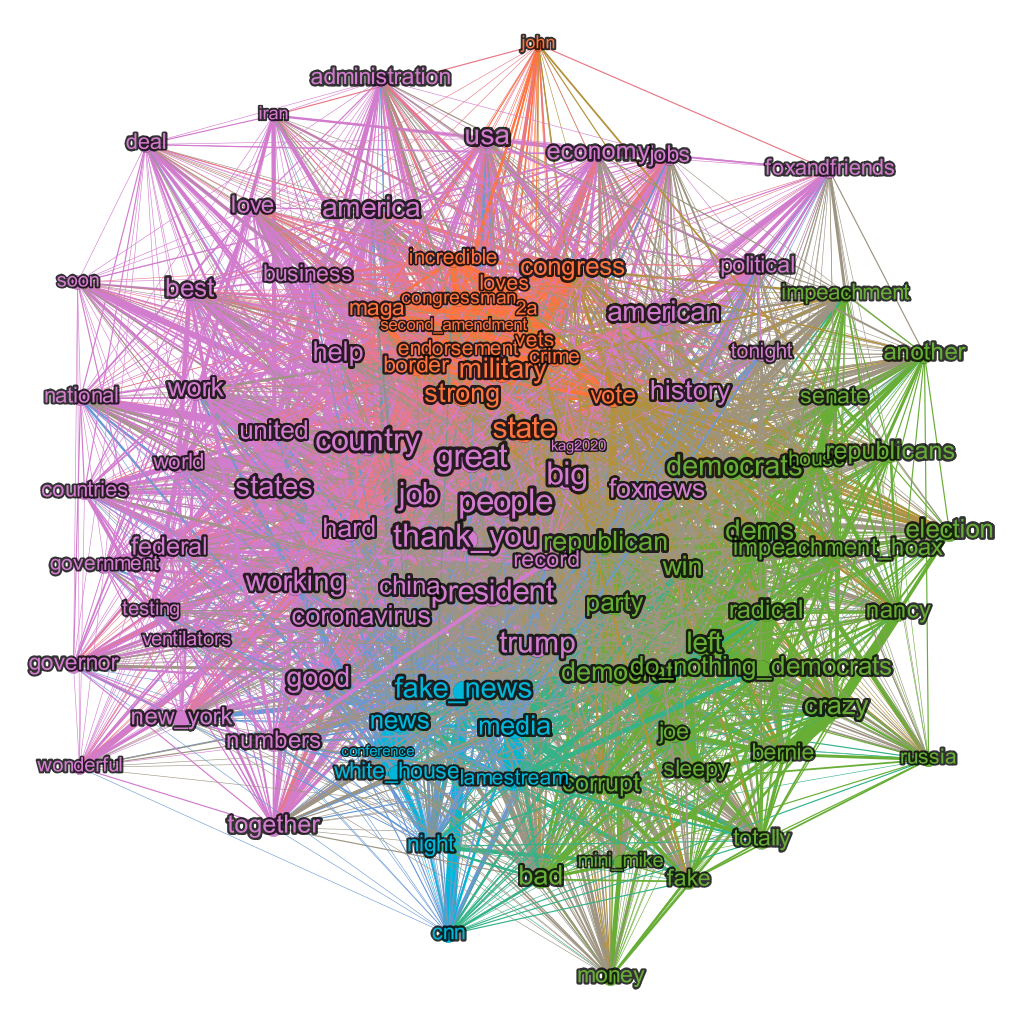 john
administration
iran
usa
deal
economy
jobs
foxandfriends
love
america
incredible
congress
political
soon
best
business
loves
impeachment
congressman
maga
2a
american
second_amendment
help
endorsement
vets
tonight
another
border
crime
military
national
work
strong
vote
history
senate
united
country
state
kag2020
world
great
democrats
house
republicans
countries
states
job
people
big
foxnews
hard
thank_you
republican
dems
election
federal
record
impeachment_hoax
government
working
china
president
win
testing
coronavirus
party
radical
nancy
ventilators
trump
left
governor
good
fake_news
democrat
do_nothing_democrats
new_york
news
media
crazy
numbers
conference
joe
bernie
wonderful
white_house
lamestream
corrupt
sleepy
russia
together
night
totally
bad
mini_mike
fake
cnn
money